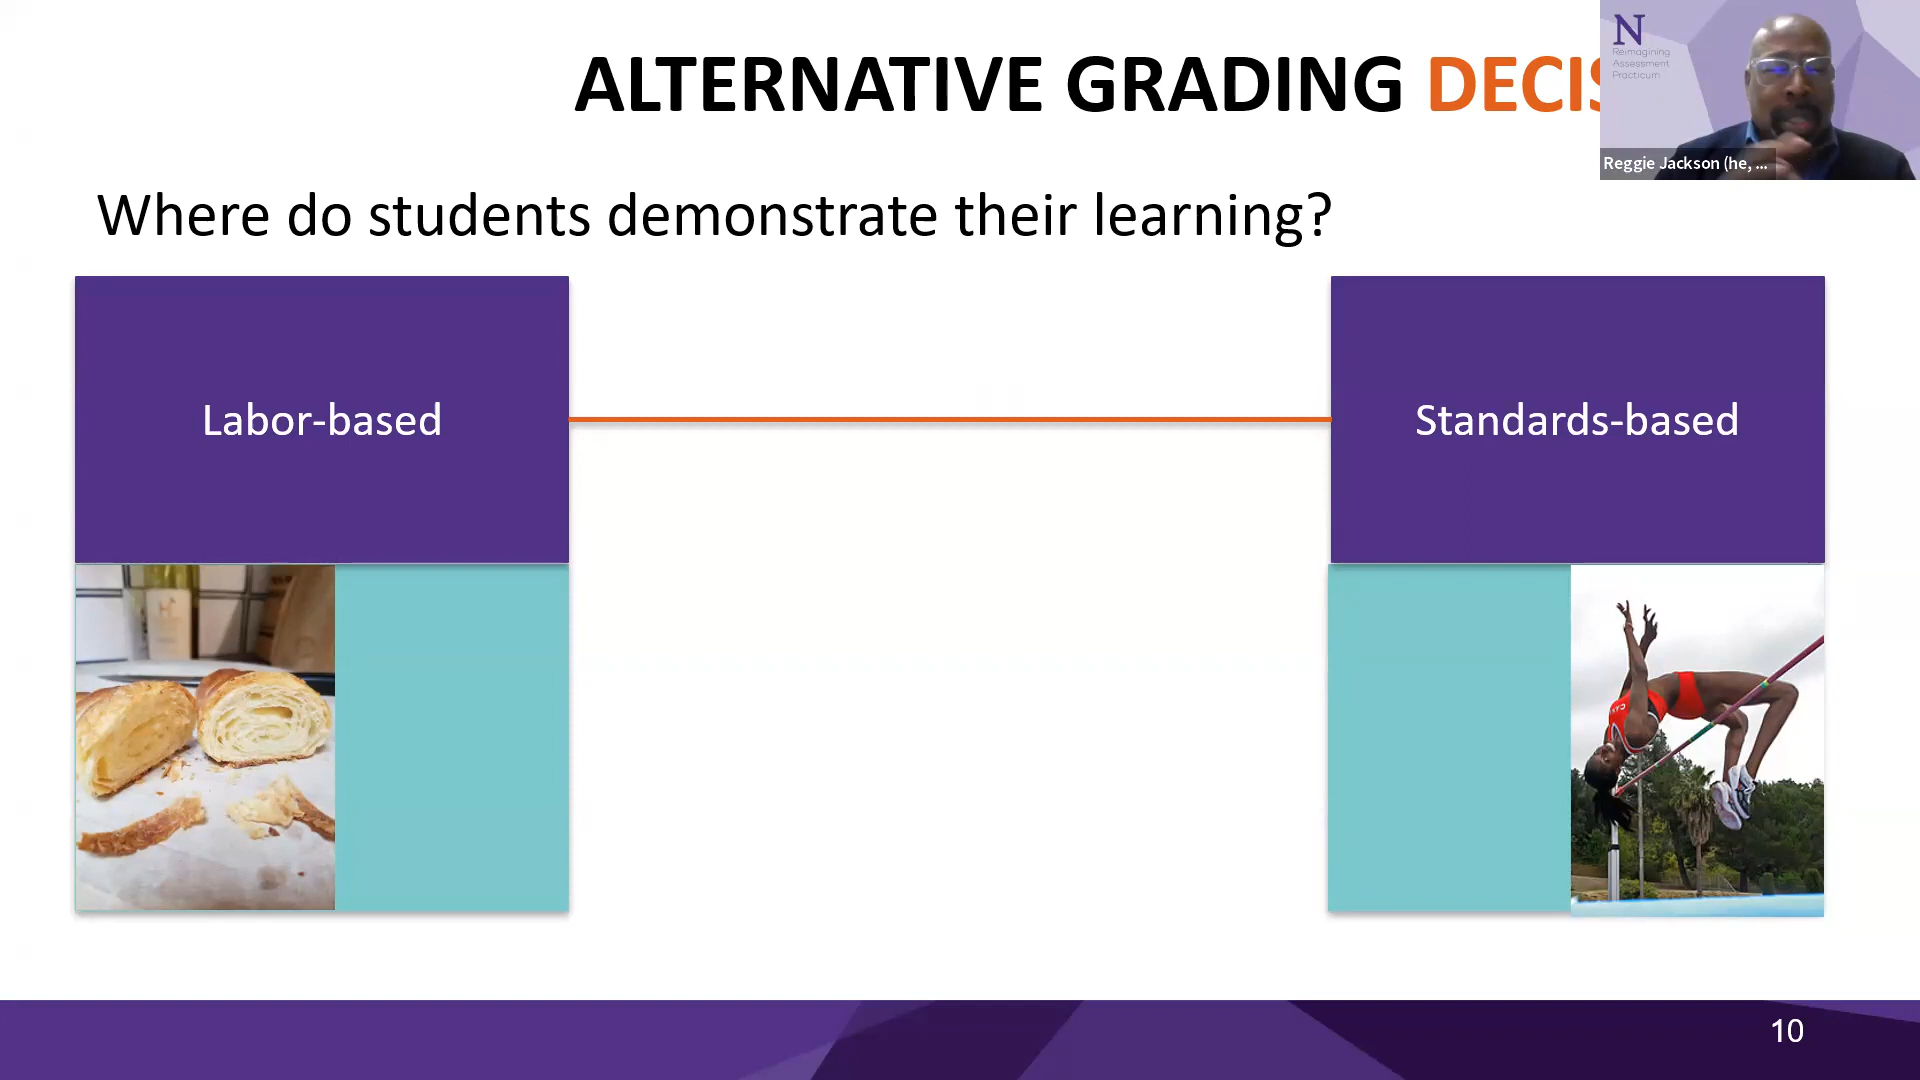 ALTERNATIVE GRADING DECIS
N
Reimagining
Assessment
Practicum
Reggie Jackson (he, ...
Where do students demonstrate their learning?
Labor-based
Standards-based
10